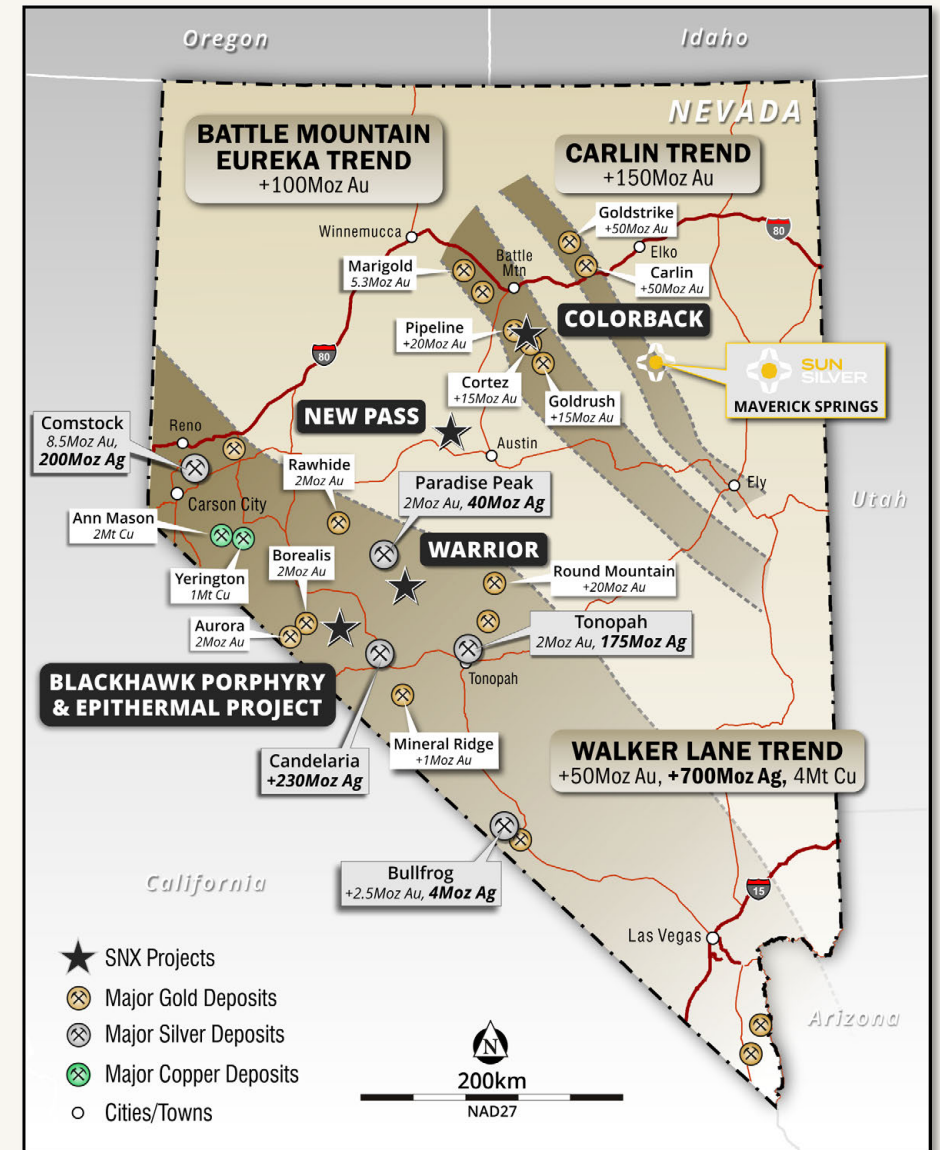 Oregon
Idaho
NEVADA
BATTLE MOUNTAIN
EUREKA TREND
+100Moz Au
CARLIN TREND
+150Moz Au
Goldstrike
+50Moz Au
80
Winnemucca
Elko
Battle
Mtn
Marigold
5.3Moz Au
Carlin
+50Moz Au
COLORBACK
Pipeline
+20Moz Au
80
SUN
SILVER
MAVERICK SPRINGS
Cortez
+15Moz Au
Goldrush
+15Moz Au
NEW PASS
Comstock
8.5Moz Au,
200Moz Ag
Reno
Austin
Rawhide
2Moz Au
Paradise Peak
2Moz Au, 40Moz Ag
Ely
Utah
Carson City
Ann Mason
2Mt Cu
Yerington
1Mt Cu
Borealis
2Moz Au
WARRIOR
Round Mountain
+20Moz Au
Aurora
2Moz Au
Tonopah
2Moz Au, 175Moz Ag
Tonopah
BLACKHAWK PORPHYRY
& EPITHERMAL PROJECT
Mineral Ridge
+1Moz Au
Candelaria
+230Moz Ag
WALKER LANE TREND
+50Moz Au, +700Moz Ag, 4Mt Cu
Bullfrog
+2.5Moz Au, 4Moz Ag
California
15
Las Vegas
SNX Projects
Major Gold Deposits
Major Silver Deposits
Major Copper Deposits
Cities/Towns
Arizona
N
200km
NAD27